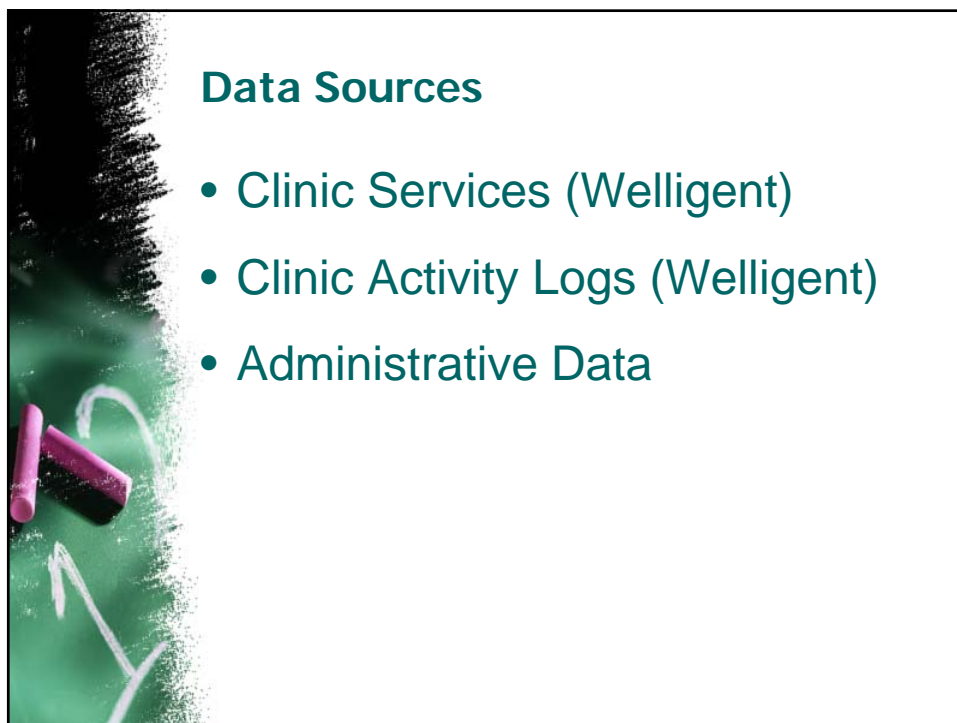 Data Sources
• Clinic Services (Welligent)
• Clinic Activity Logs (Welligent)
• Administrative Data